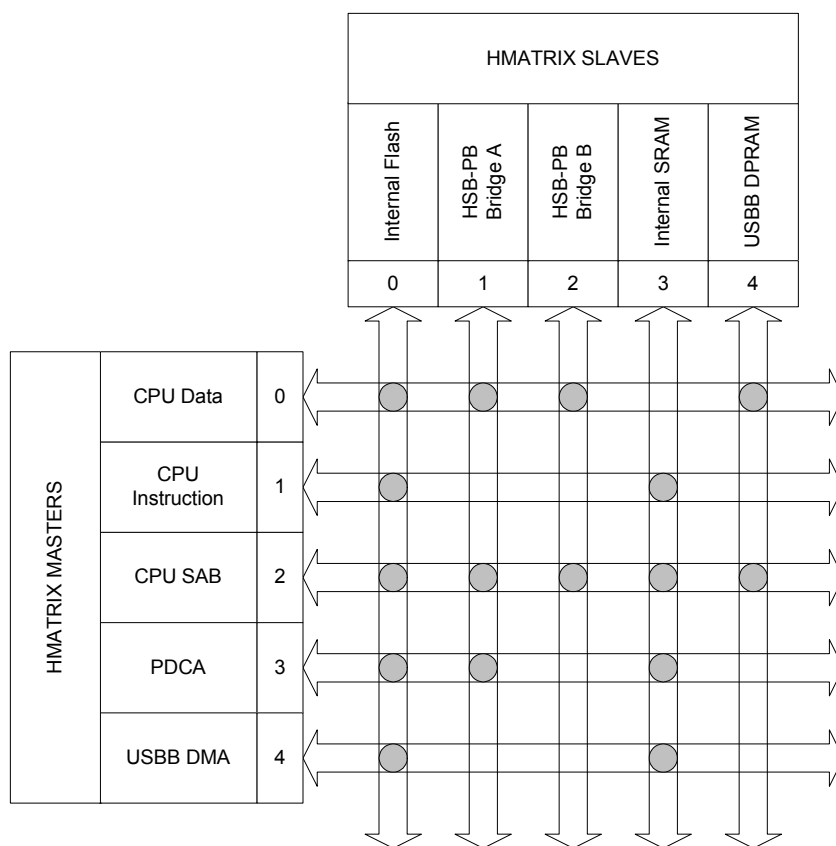 HMATRIX SLAVES
Internal Flash
HSB-PB
Bridge A
HSB-PB
Bridge B
Internal SRAM
USBB DPRAM
0
1
2
3
4
HMATRIX MASTERS
CPU Data
0
CPU
Instruction
1
CPU SAB
2
PDCA
3
USBB DMA
4